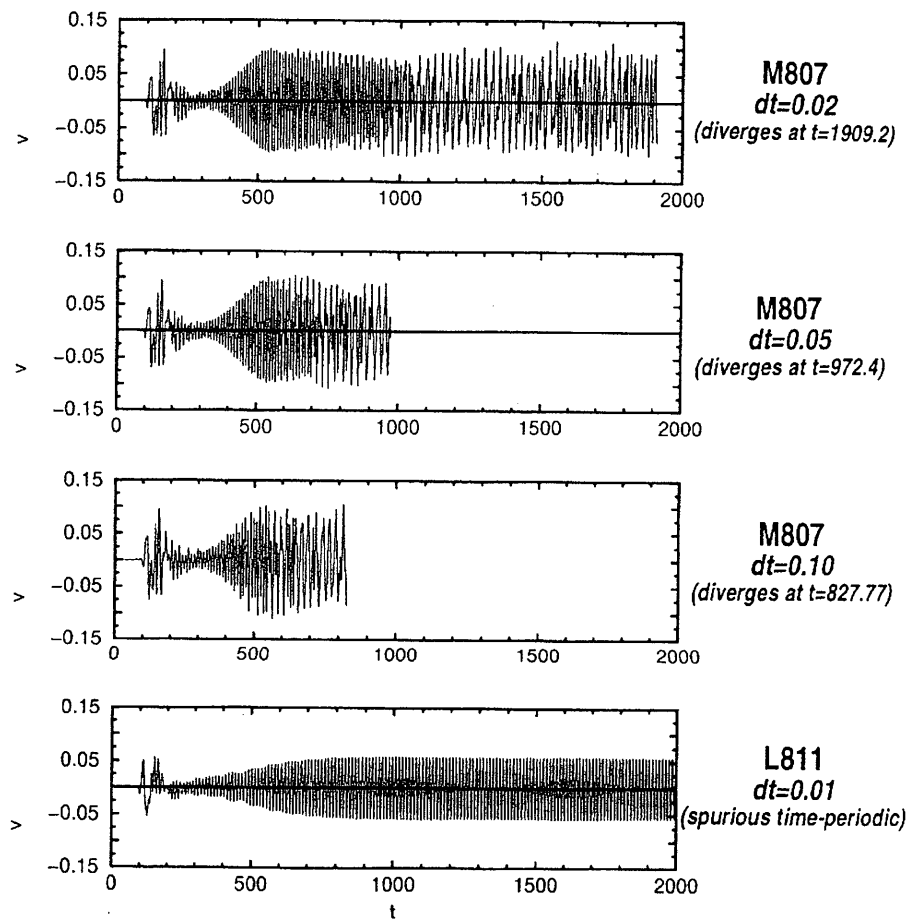 0.15
0.05
v
−0.05
−0.15
0 500 1000 1500 2000
M807
dt=0.02
(diverges at t=1909.2)
0.15
0.05
v
−0.05
−0.15
0 500 1000 1500 2000
M807
dt=0.05
(diverges at t=972.4)
0.15
0.05
v
−0.05
−0.15
0 500 1000 1500 2000
M807
dt=0.10
(diverges at t=827.77)
0.15
0.05
v
−0.05
−0.15
0 500 1000 1500 2000
t
L811
dt=0.01
(spurious time-periodic)